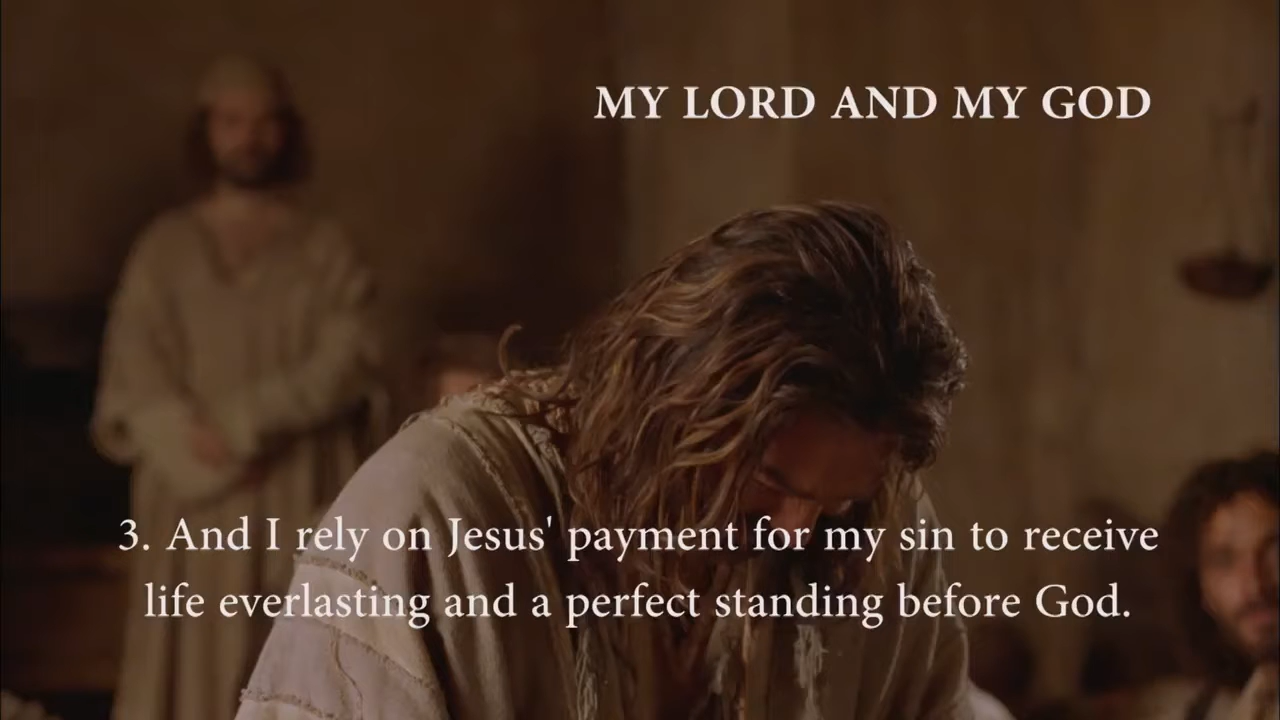 MY LORD AND MY GOD
3. And I rely on Jesus' payment for my sin to receive
life everlasting and a perfect standing before God.